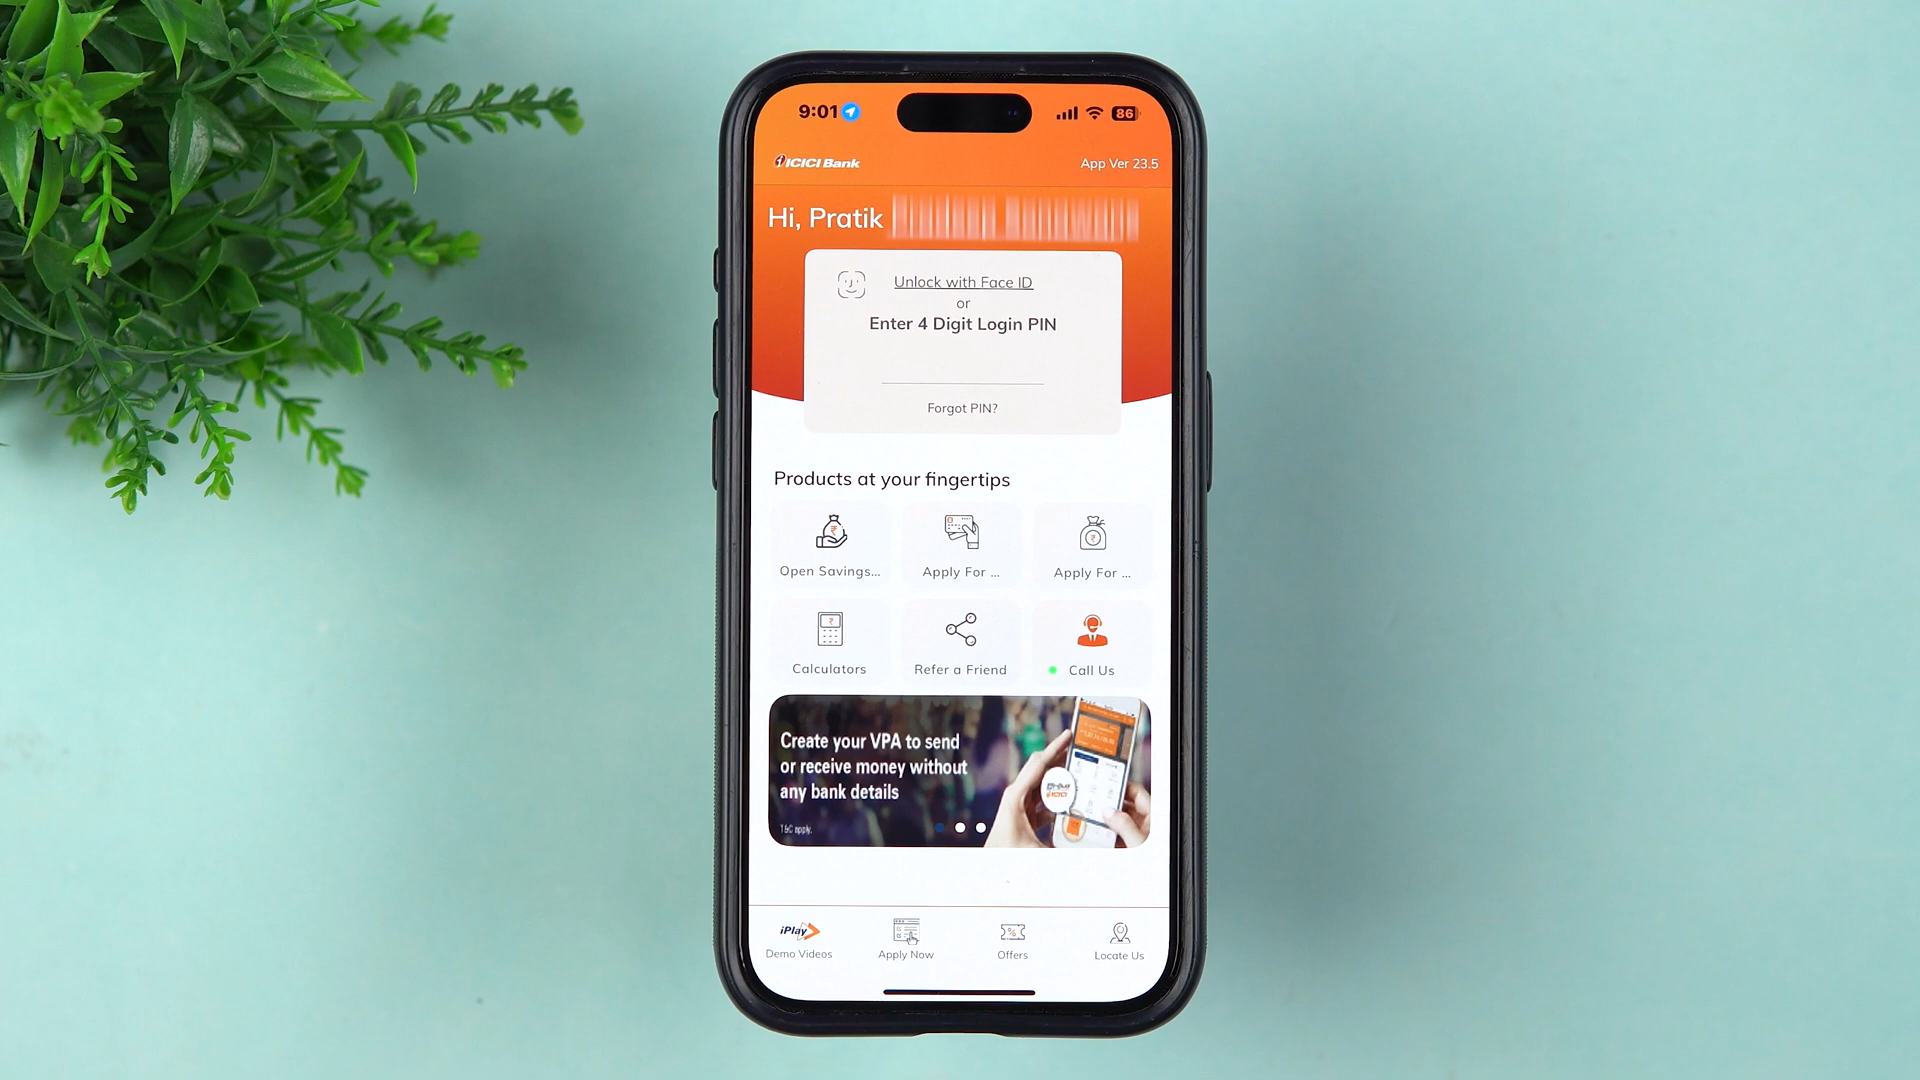 9:01
86
ICICI Bank
App Ver 23.5
Hi, Pratik
Unlock with Face ID
or
Enter 4 Digit Login PIN
Forgot PIN?
Products at your fingertips
Open Savings...
Apply For ...
Apply For ...
Calculators
Refer a Friend
Call Us
Create your VPA to send
or receive money without
any bank details
T&C apply.
iPlay
Demo Videos
Apply Now
Offers
Locate Us